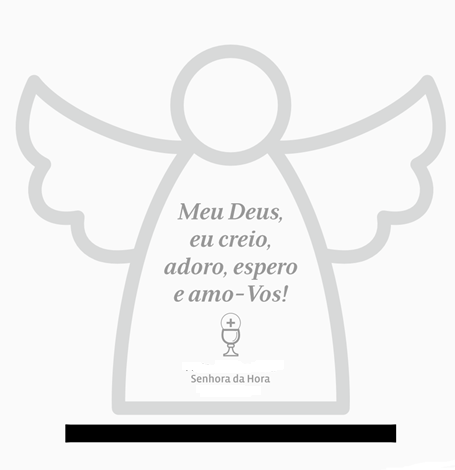 Meu Deus,
eu creio,
adoro, espero
e amo-Vos!
Senhora da Hora